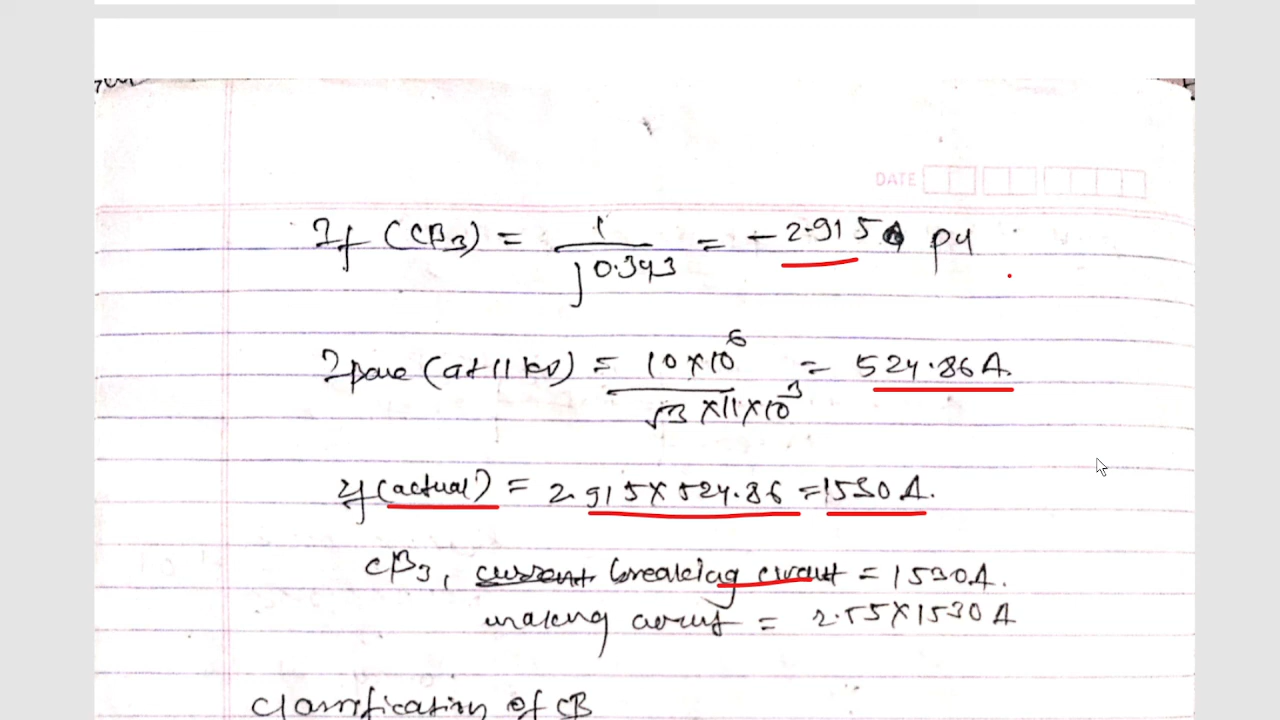 DATE
If (CB3) = 1 / j0.343 = - 2.915 pu
Ibase (at 11 kV) = 10×10^6 / √3 ×11×10^3 = 524.86 A.
If (actual) = 2.915×524.86 = 1530 A.
CB3, current breaking circuit = 1530A.
making = 2.55×1530 A
Classification of CB